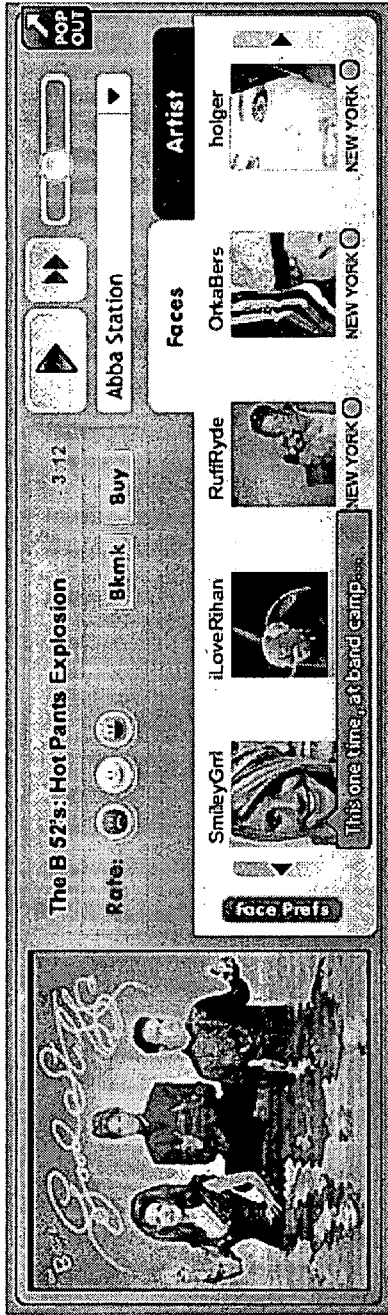 The B 52's: Hot Pants Explosion
3:12
POP
OUT
Rate:
Bkmk
Buy
Abba Station
Faces
Artist
SmileyGrrl
iLoveRihan
RuffRyde
OrkaBers
holger
Face Prefs
This one time, at band camp...
NEW YORK
NEW YORK
NEW YORK